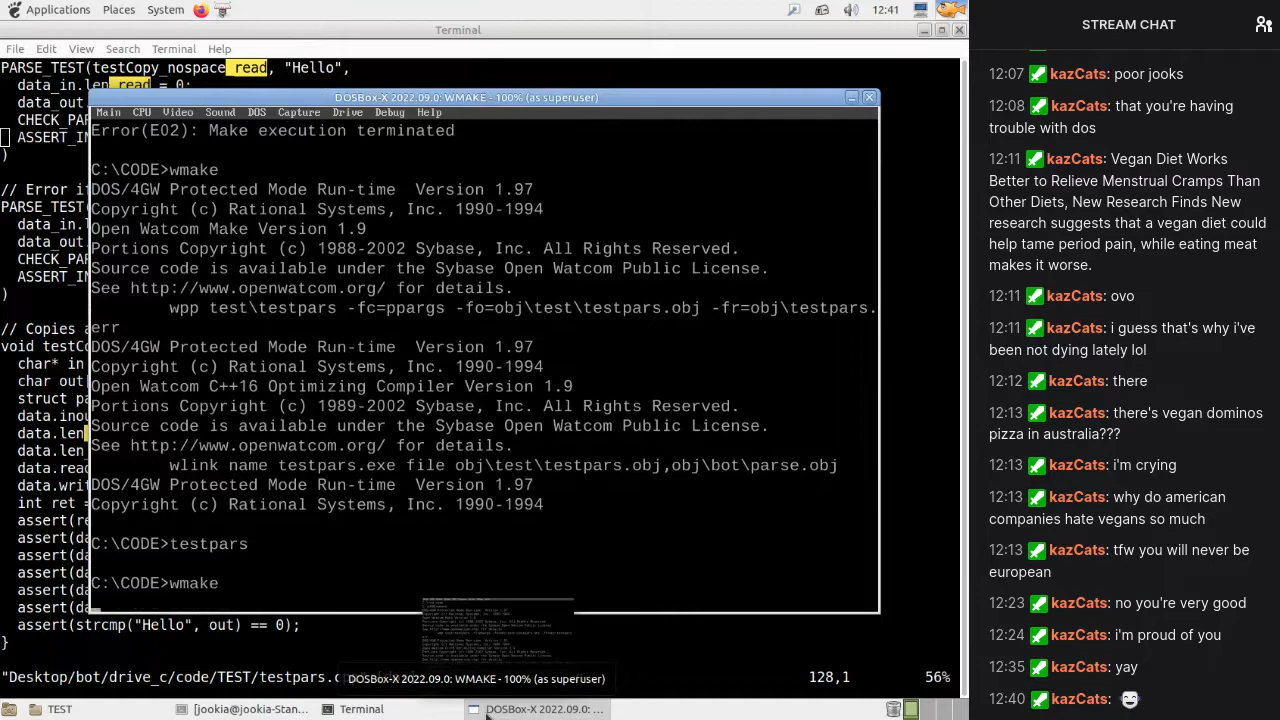 Applications Places System 12:41
Terminal
File Edit View Search Terminal Help
PARSE_TEST(testCopy_nospace_read, "Hello",
data_in.len_read = 0;
data_out
CHECK_PA
ASSERT_IN
)
// Error i
PARSE_TEST
data_in.
data_out
CHECK_PA
ASSERT_IN
)
// Copies a
void testCo
char* in
char out
struct pa
data.inou
data.len
data.len
data.read
data.wri
int ret =
assert(re
assert(da
assert(da
assert(da
assert(da
assert(da
assert(strcmp("Hello", out) == 0);
}
"Desktop/bot/drive_c/code/TEST/testpars.c
128,1 56%
DOSBox-X 2022.09.0: WMAKE - 100% (as superuser)
Main CPU Video Sound DOS Capture Drive Debug Help
Error(E02): Make execution terminated
C:\CODE>wmake
DOS/4GW Protected Mode Run-time Version 1.97
Copyright (c) Rational Systems, Inc. 1990-1994
Open Watcom Make Version 1.9
Portions Copyright (c) 1988-2002 Sybase, Inc. All Rights Reserved.
Source code is available under the Sybase Open Watcom Public License.
See http://www.openwatcom.org/ for details.
wpp test\testpars -fc=ppargs -fo=obj\test\testpars.obj -fr=obj\testpars.
err
DOS/4GW Protected Mode Run-time Version 1.97
Copyright (c) Rational Systems, Inc. 1990-1994
Open Watcom C++16 Optimizing Compiler Version 1.9
Portions Copyright (c) 1989-2002 Sybase, Inc. All Rights Reserved.
Source code is available under the Sybase Open Watcom Public License.
See http://www.openwatcom.org/ for details.
wlink name testpars.exe file obj\test\testpars.obj,obj\bot\parse.obj
DOS/4GW Protected Mode Run-time Version 1.97
Copyright (c) Rational Systems, Inc. 1990-1994
C:\CODE>testpars
C:\CODE>wmake
DOSBox-X 2022.09.0: WMAKE - 100% (as superuser)
TEST [jookia@jookia-Stan... Terminal DOSBox-X 2022.09.0: ...
STREAM CHAT
12:07 kazCats: poor jooks
12:08 kazCats: that you're having
trouble with dos
12:11 kazCats: Vegan Diet Works
Better to Relieve Menstrual Cramps Than
Other Diets, New Research Finds New
research suggests that a vegan diet could
help tame period pain, while eating meat
makes it worse.
12:11 kazCats: ovo
12:11 kazCats: i guess that's why i've
been not dying lately lol
12:12 kazCats: there
12:13 kazCats: there's vegan dominos
pizza in australia???
12:13 kazCats: i'm crying
12:13 kazCats: why do american
companies hate vegans so much
12:13 kazCats: tfw you will never be
european
12:23 kazCats: mr jookia so good
12:24 kazCats: i'm proud of you
12:35 kazCats: yay
12:40 kazCats: